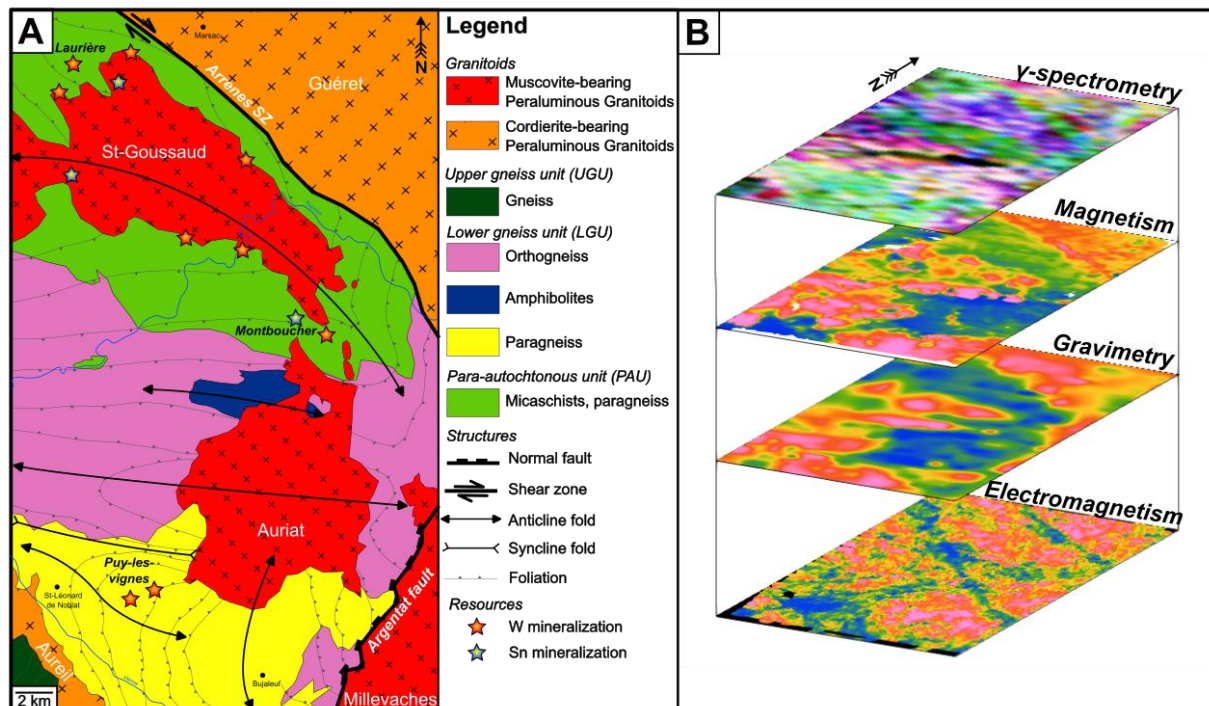 A
Laurière
Marsac
N
Arrènes SZ
Guéret
St-Goussaud
Montboucher
Auriat
Puy-les-
vignes
St-Léonard
de Noblat
Aureil
Vienne
Bujaleuf
Argentat fault
Millevaches
2 km
Legend
Granitoids
Muscovite-bearing
Peraluminous Granitoids
Cordierite-bearing
Peraluminous Granitoids
Upper gneiss unit (UGU)
Gneiss
Lower gneiss unit (LGU)
Orthogneiss
Amphibolites
Paragneiss
Para-autochtonous unit (PAU)
Micaschists, paragneiss
Structures
Normal fault
Shear zone
Anticline fold
Syncline fold
Foliation
Resources
W mineralization
Sn mineralization
B
N
γ-spectrometry
Magnetism
Gravimetry
Electromagnetism